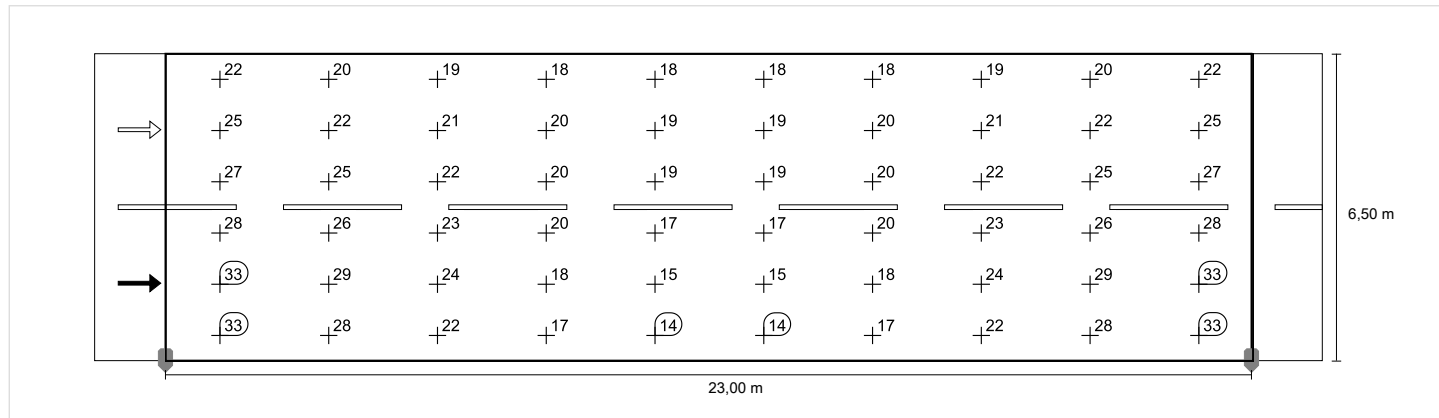 22 20 19 18 18 18 18 19 20 22
25 22 21 20 19 19 20 21 22 25
27 25 22 20 19 19 20 22 25 27
6,50 m
28 26 23 20 17 17 20 23 26 28
33 29 24 18 15 15 18 24 29 33
33 28 22 17 14 14 17 22 28 33
23,00 m